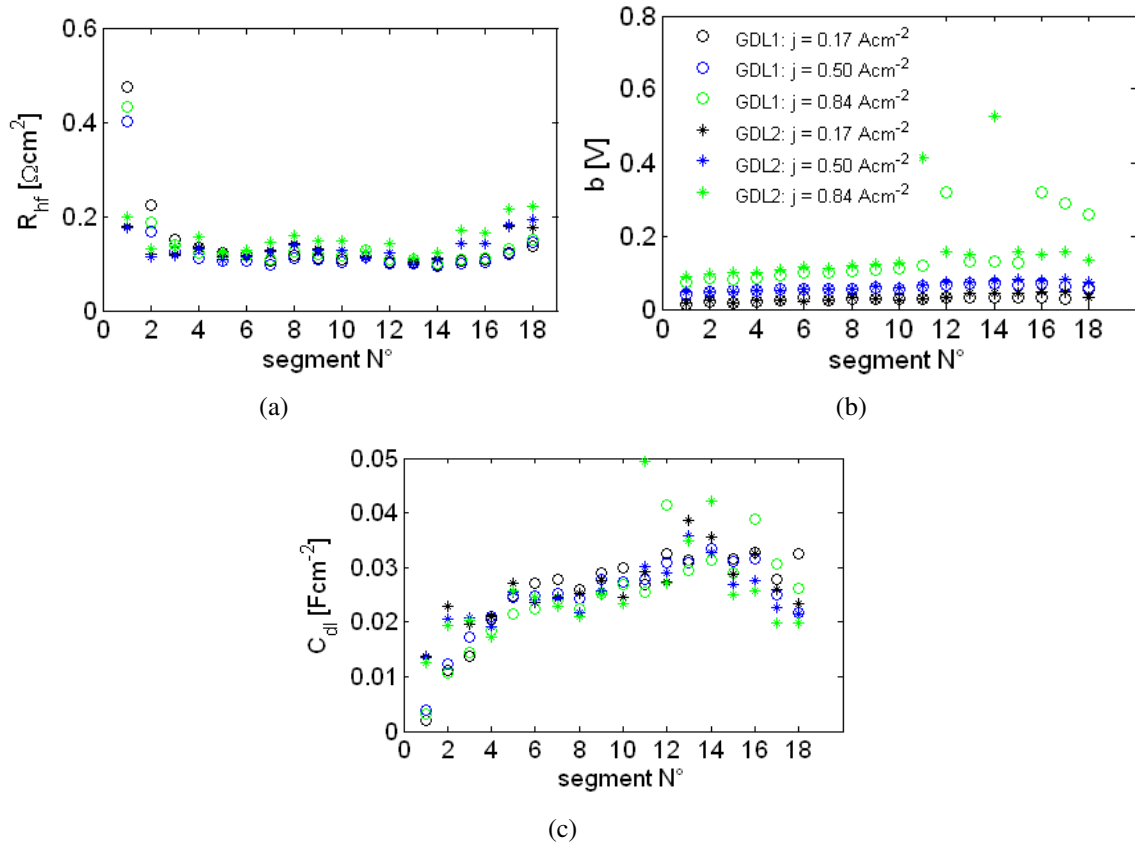 0.6
0.4
0.2
0
0 2 4 6 8 10 12 14 16 18
R_hf [Ωcm²]
segment N°
(a)
0.8
0.6
0.4
0.2
0
0 2 4 6 8 10 12 14 16 18 20
b [V]
segment N°
GDL1: j = 0.17 Acm⁻²
GDL1: j = 0.50 Acm⁻²
GDL1: j = 0.84 Acm⁻²
GDL2: j = 0.17 Acm⁻²
GDL2: j = 0.50 Acm⁻²
GDL2: j = 0.84 Acm⁻²
(b)
0.05
0.04
0.03
0.02
0.01
0
0 2 4 6 8 10 12 14 16 18
C_dl [Fcm⁻²]
segment N°
(c)